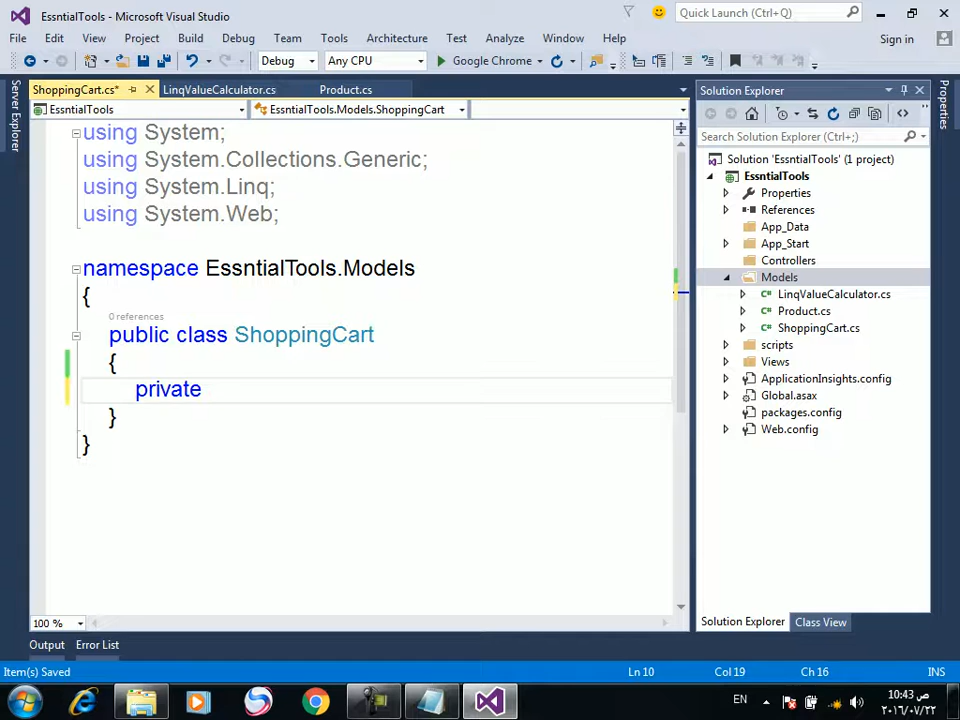 EssntialTools - Microsoft Visual Studio
Quick Launch (Ctrl+Q)
File Edit View Project Build Debug Team Tools Architecture Test Analyze Window Help
Sign in
Debug Any CPU Google Chrome
Server Explorer
ShoppingCart.cs* LinqValueCalculator.cs Product.cs
EssntialTools EssntialTools.Models.ShoppingCart
using System;
using System.Collections.Generic;
using System.Linq;
using System.Web;
namespace EssntialTools.Models
{
0 references
public class ShoppingCart
{
private
}
}
100 %
Solution Explorer
Search Solution Explorer (Ctrl+;)
Solution 'EssntialTools' (1 project)
EssntialTools
Properties
References
App_Data
App_Start
Controllers
Models
LinqValueCalculator.cs
Product.cs
ShoppingCart.cs
scripts
Views
ApplicationInsights.config
Global.asax
packages.config
Web.config
Solution Explorer Class View
Properties
Output Error List
Item(s) Saved Ln 10 Col 19 Ch 16 INS
EN
10:43 ص
٢٠١٦/٠٧/٢٢